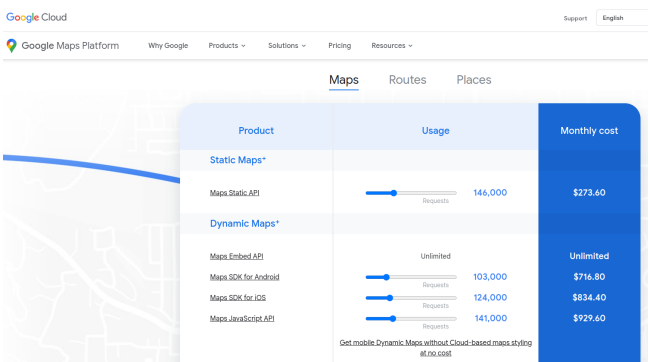 Google Cloud
Support English
Google Maps Platform Why Google Products Solutions Pricing Resources
Maps Routes Places
Product Usage Monthly cost
Static Maps+
Maps Static API 146,000 $273.60
Requests
Dynamic Maps+
Maps Embed API Unlimited Unlimited
Maps SDK for Android 103,000 $716.80
Requests
Maps SDK for iOS 124,000 $834.40
Requests
Maps JavaScript API 141,000 $929.60
Requests
Get mobile Dynamic Maps without Cloud-based maps styling
at no cost